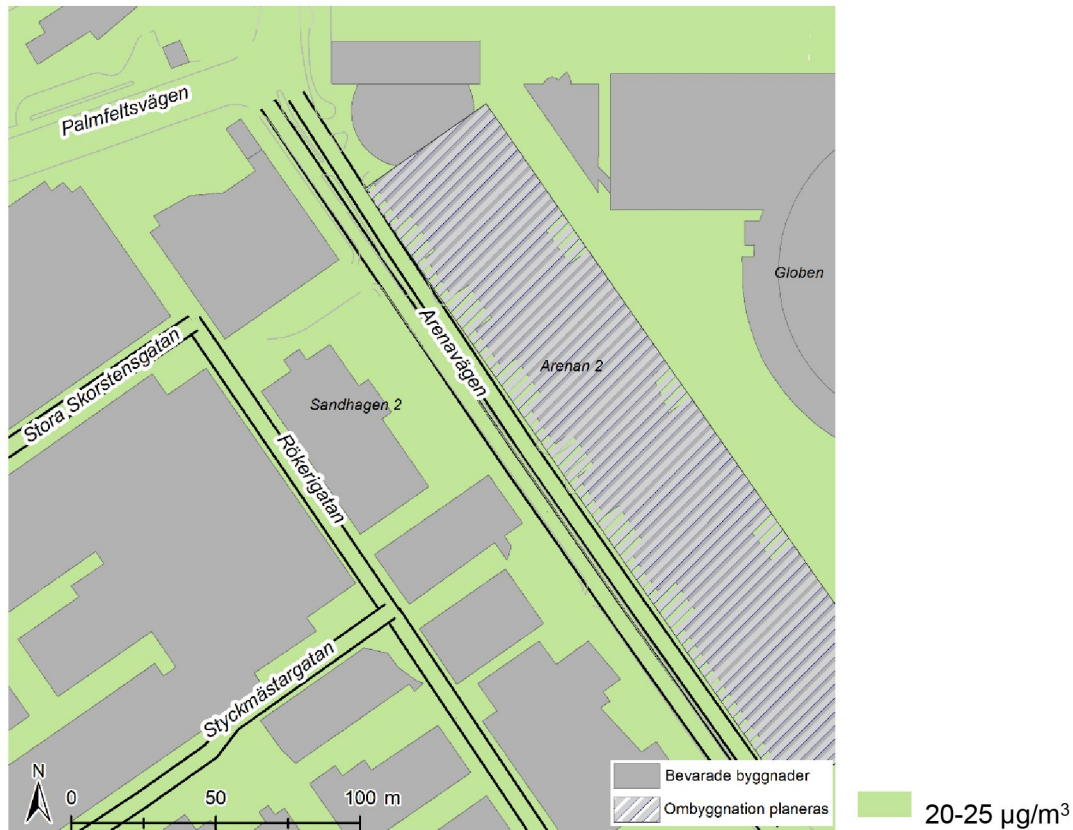 Palmfeltsvägen
Globen
Arenavägen
Arenan 2
Stora Skorstensgatan
Sandhagen 2
Rökerigatan
Styckmästargatan
N
0 50 100 m
Bevarade byggnader
Ombyggnation planeras
20-25 µg/m³